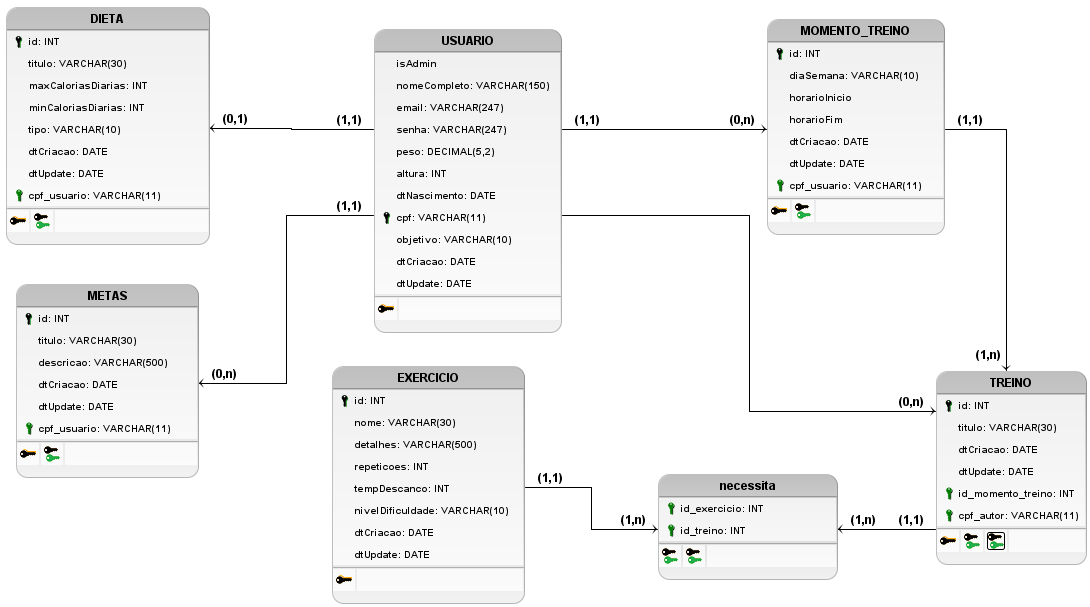 DIETA
id: INT
titulo: VARCHAR(30)
maxCaloriasDiarias: INT
minCaloriasDiarias: INT
tipo: VARCHAR(10)
dtCriacao: DATE
dtUpdate: DATE
cpf_usuario: VARCHAR(11)
(0,1)
(1,1)
USUARIO
isAdmin
nomeCompleto: VARCHAR(150)
email: VARCHAR(247)
senha: VARCHAR(247)
peso: DECIMAL(5,2)
altura: INT
dtNascimento: DATE
cpf: VARCHAR(11)
objetivo: VARCHAR(10)
dtCriacao: DATE
dtUpdate: DATE
(1,1)
(0,n)
MOMENTO_TREINO
id: INT
diaSemana: VARCHAR(10)
horarioInicio
horarioFim
dtCriacao: DATE
dtUpdate: DATE
cpf_usuario: VARCHAR(11)
(1,1)
(1,n)
(1,1)
(0,n)
METAS
id: INT
titulo: VARCHAR(30)
descricao: VARCHAR(500)
dtCriacao: DATE
dtUpdate: DATE
cpf_usuario: VARCHAR(11)
EXERCICIO
id: INT
nome: VARCHAR(30)
detalhes: VARCHAR(500)
repeticoes: INT
tempDescanco: INT
nivelDificuldade: VARCHAR(10)
dtCriacao: DATE
dtUpdate: DATE
(1,1)
(1,n)
necessita
id_exercicio: INT
id_treino: INT
(1,n)
(1,1)
(0,n)
TREINO
id: INT
titulo: VARCHAR(30)
dtCriacao: DATE
dtUpdate: DATE
id_momento_treino: INT
cpf_autor: VARCHAR(11)